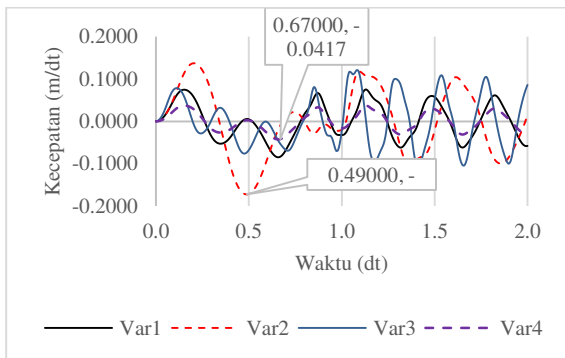 0.2000
0.1000
0.0000
-0.1000
-0.2000
Kecepatan (m/dt)
0.67000, -
0.0417
0.49000, -
0.0
0.5
1.0
1.5
2.0
Waktu (dt)
Var1
Var2
Var3
Var4